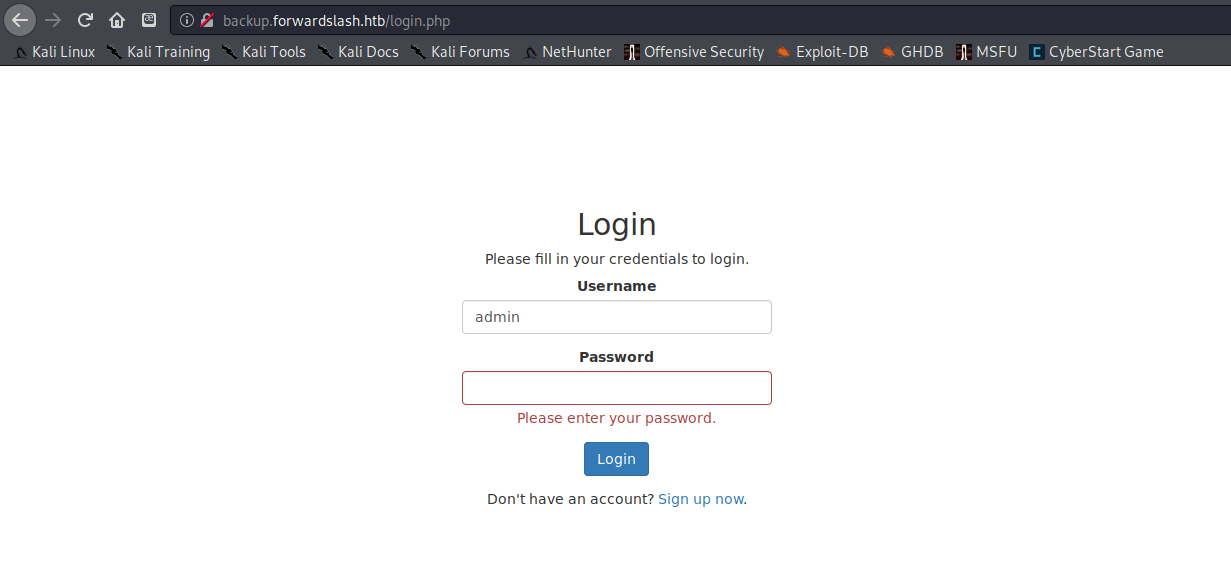 backup.forwardslash.htb/login.php
Kali Linux Kali Training Kali Tools Kali Docs Kali Forums NetHunter Offensive Security Exploit-DB GHDB MSFU CyberStart Game
Login
Please fill in your credentials to login.
Username
admin
Password
Please enter your password.
Login
Don't have an account? Sign up now.